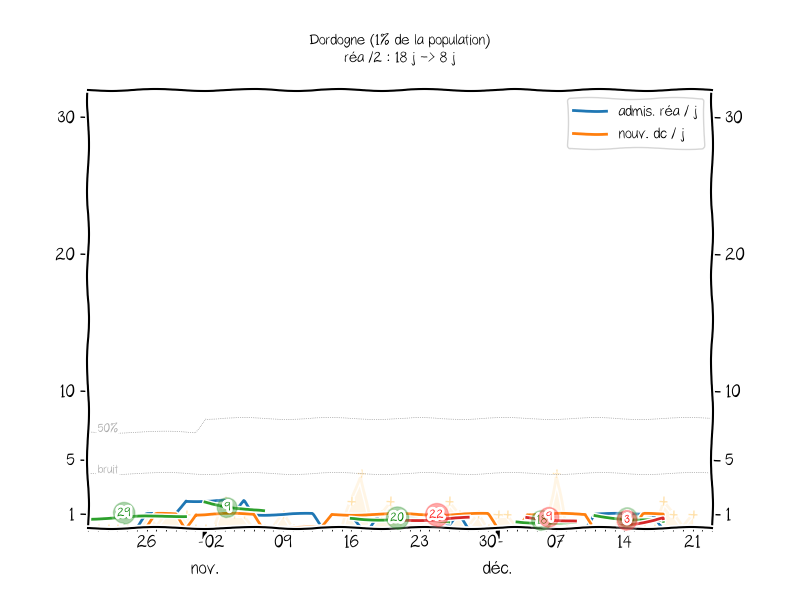 Dordogne (1% de la population)
réa /2 : 18 j -> 8 j
admis. réa / j
nouv. dc / j
30 30
20 20
10 10
50%
5 5
bruit
1 1
29 9 20 22 9 3
26 02 09 16 23 30 07 14 21
nov. déc.